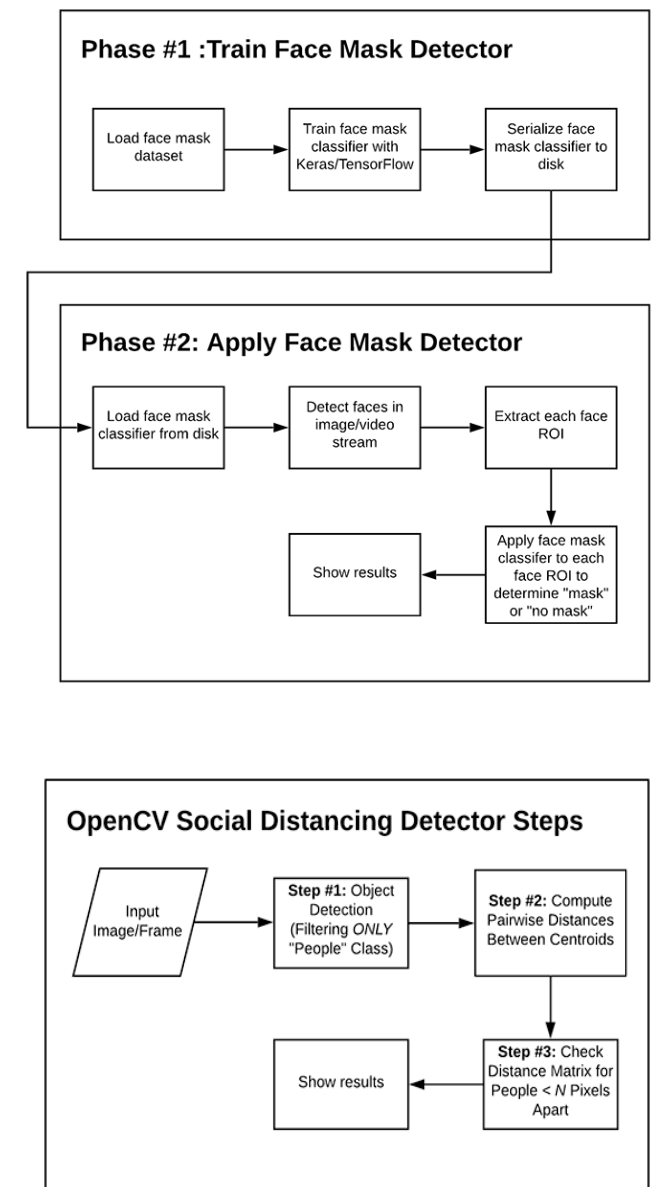 Phase #1 :Train Face Mask Detector
Load face mask
dataset
Train face mask
classifier with
Keras/TensorFlow
Serialize face
mask classifier to
disk
Phase #2: Apply Face Mask Detector
Load face mask
classifier from disk
Detect faces in
image/video
stream
Extract each face
ROI
Apply face mask
classifer to each
face ROI to
determine "mask"
or "no mask"
Show results
OpenCV Social Distancing Detector Steps
Input
Image/Frame
Step #1: Object
Detection
(Filtering ONLY
"People" Class)
Step #2: Compute
Pairwise Distances
Between Centroids
Step #3: Check
Distance Matrix for
People < N Pixels
Apart
Show results